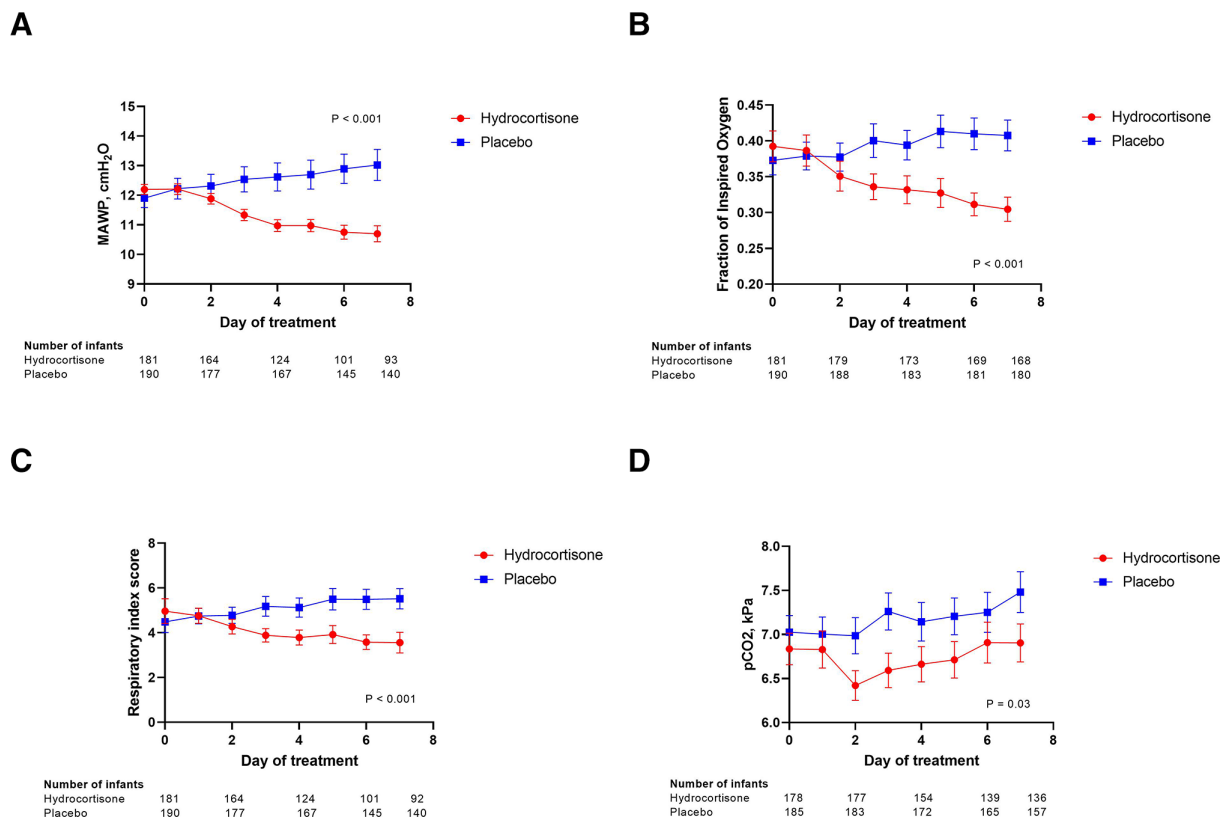 A
MAWP, cmH2O
15
14
13
12
11
10
9
0 2 4 6 8
Day of treatment
P < 0.001
Hydrocortisone
Placebo
Number of infants
Hydrocortisone 181 164 124 101 93
Placebo 190 177 167 145 140
B
Fraction of Inspired Oxygen
0.45
0.40
0.35
0.30
0.25
0.20
0 2 4 6 8
Day of treatment
P < 0.001
Hydrocortisone
Placebo
Number of infants
Hydrocortisone 181 179 173 169 168
Placebo 190 188 183 181 180
C
Respiratory index score
8
6
4
2
0
0 2 4 6 8
Day of treatment
P < 0.001
Hydrocortisone
Placebo
Number of infants
Hydrocortisone 181 164 124 101 92
Placebo 190 177 167 145 140
D
pCO2, kPa
8.0
7.5
7.0
6.5
6.0
0 2 4 6 8
Day of treatment
P = 0.03
Hydrocortisone
Placebo
Number of infants
Hydrocortisone 178 177 154 139 136
Placebo 185 183 172 165 157